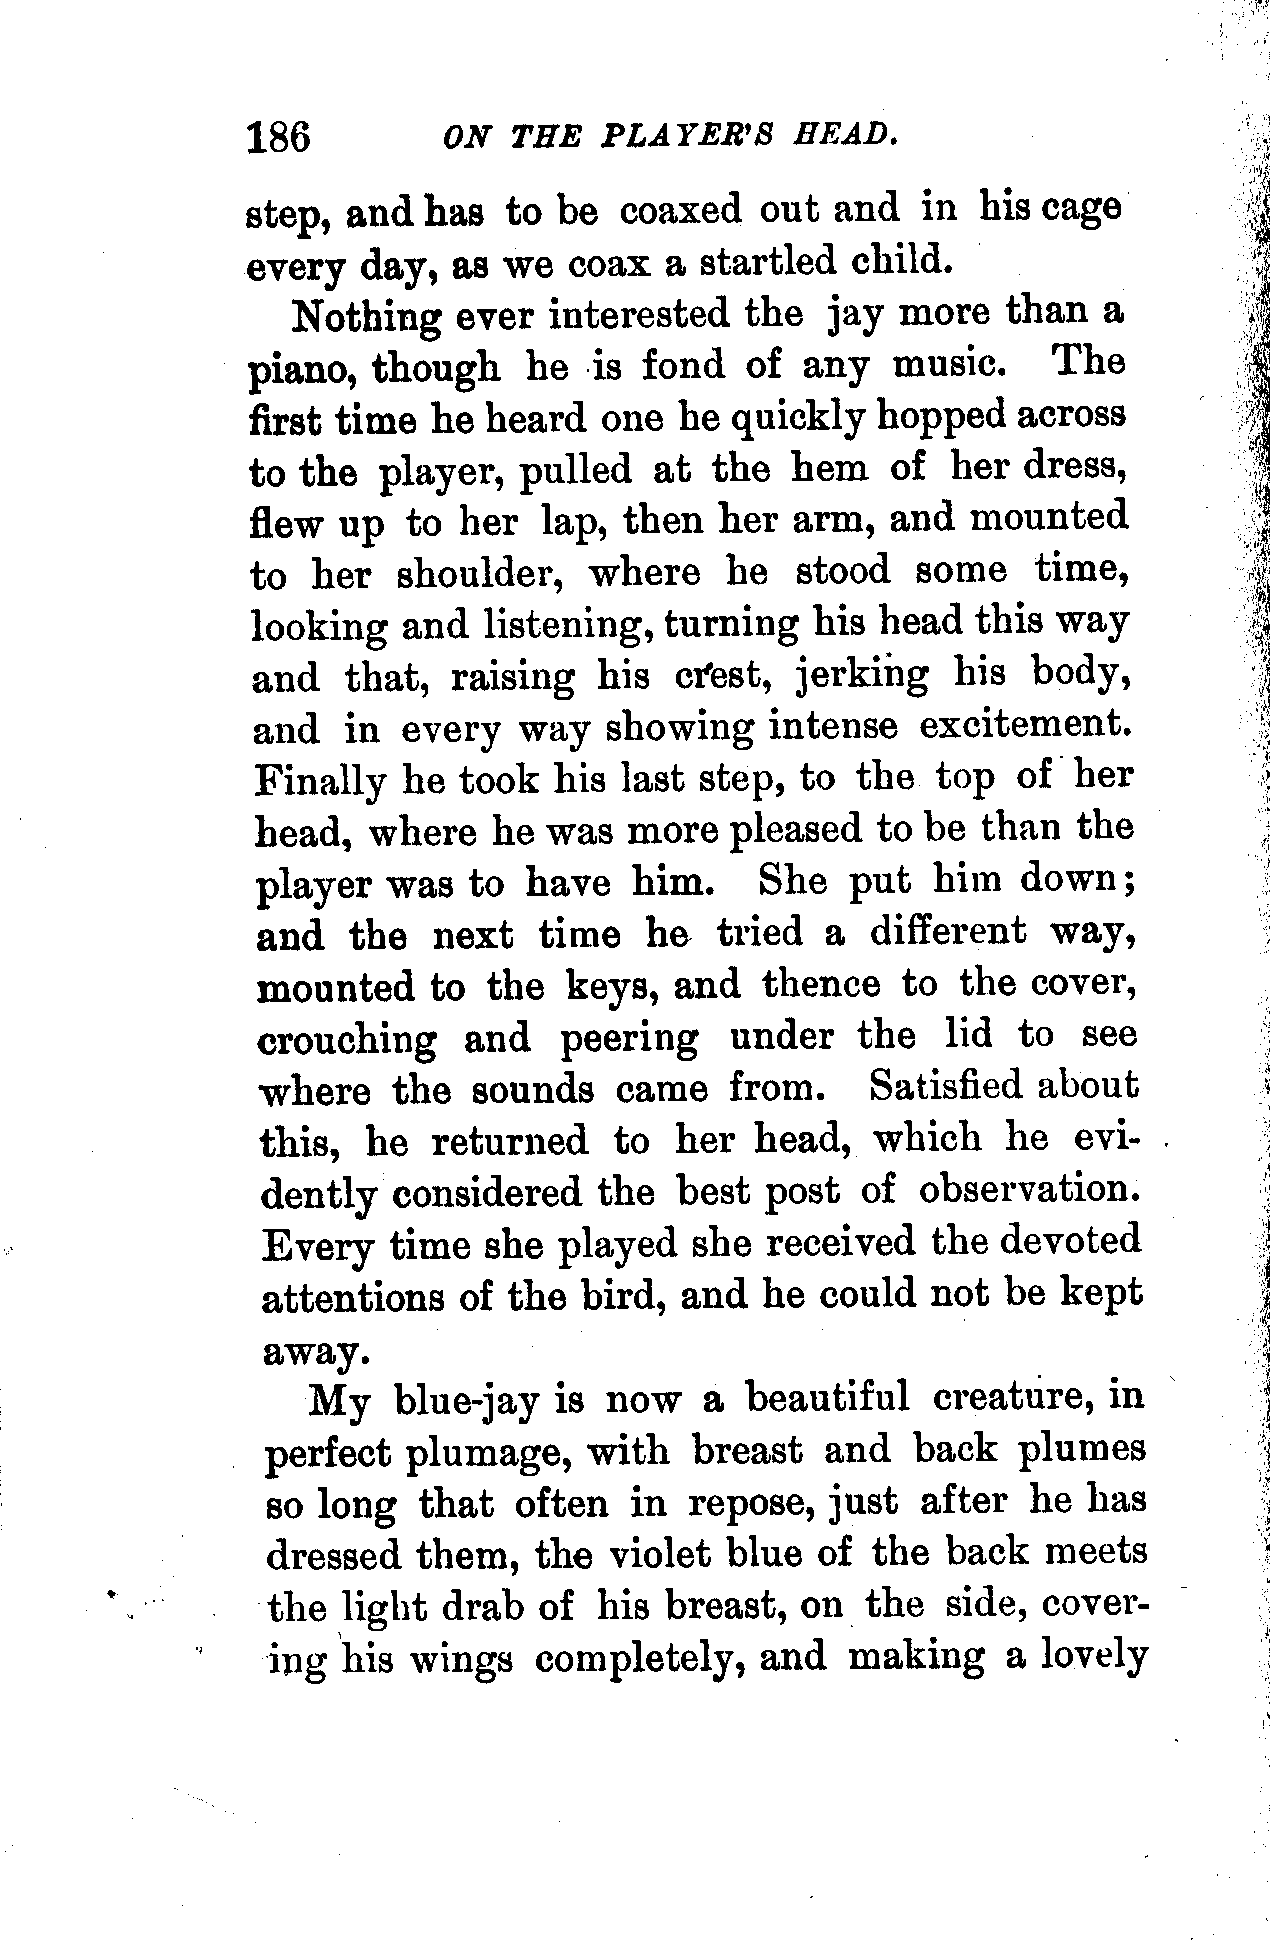 186 ON THE PLAYER'S HEAD.
step, and has to be coaxed out and in his cage
every day, as we coax a startled child.
Nothing ever interested the jay more than a
piano, though he is fond of any music. The
first time he heard one he quickly hopped across
to the player, pulled at the hem of her dress,
flew up to her lap, then her arm, and mounted
to her shoulder, where he stood some time,
looking and listening, turning his head this way
and that, raising his crest, jerking his body,
and in every way showing intense excitement.
Finally he took his last step, to the top of her
head, where he was more pleased to be than the
player was to have him. She put him down;
and the next time he tried a different way,
mounted to the keys, and thence to the cover,
crouching and peering under the lid to see
where the sounds came from. Satisfied about
this, he returned to her head, which he evi-
dently considered the best post of observation.
Every time she played she received the devoted
attentions of the bird, and he could not be kept
away.
My blue-jay is now a beautiful creature, in
perfect plumage, with breast and back plumes
so long that often in repose, just after he has
dressed them, the violet blue of the back meets
the light drab of his breast, on the side, cover-
ing his wings completely, and making a lovely